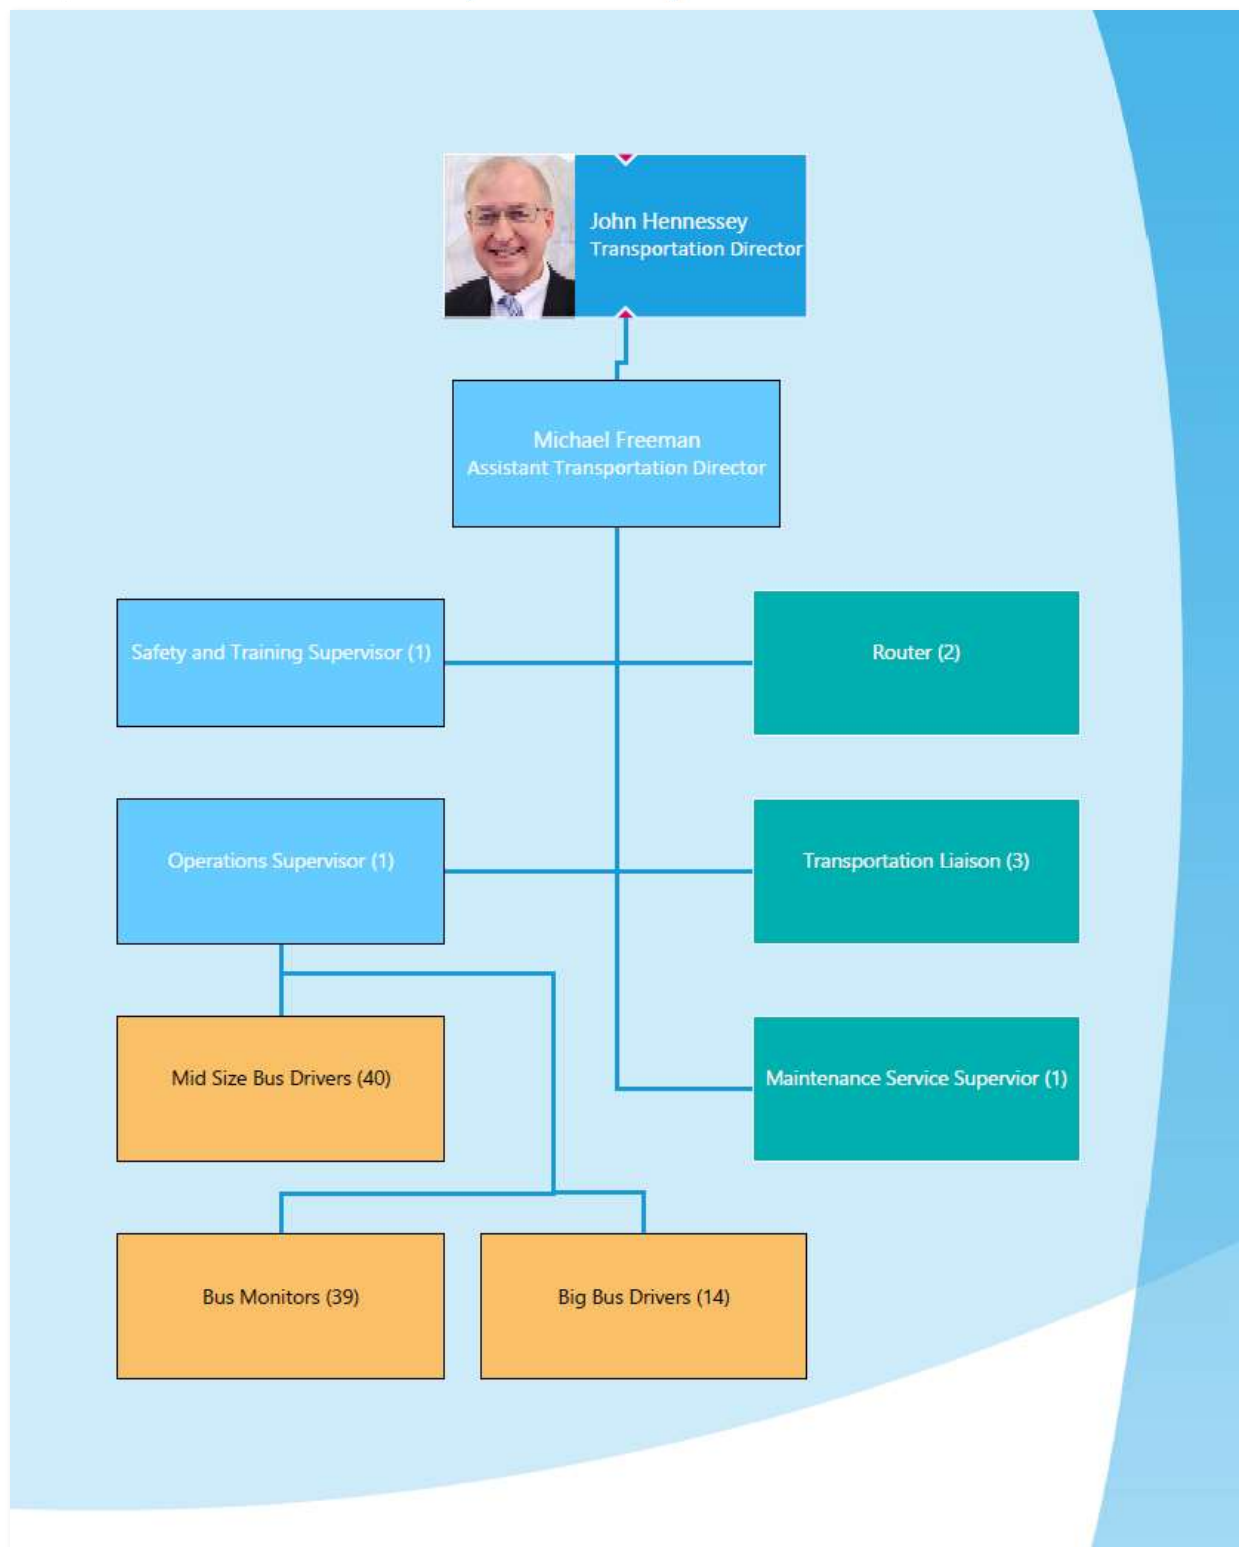 John Hennessey
Transportation Director
Michael Freeman
Assistant Transportation Director
Safety and Training Supervisor (1)
Router (2)
Operations Supervisor (1)
Transportation Liaison (3)
Mid Size Bus Drivers (40)
Maintenance Service Supervior (1)
Bus Monitors (39)
Big Bus Drivers (14)